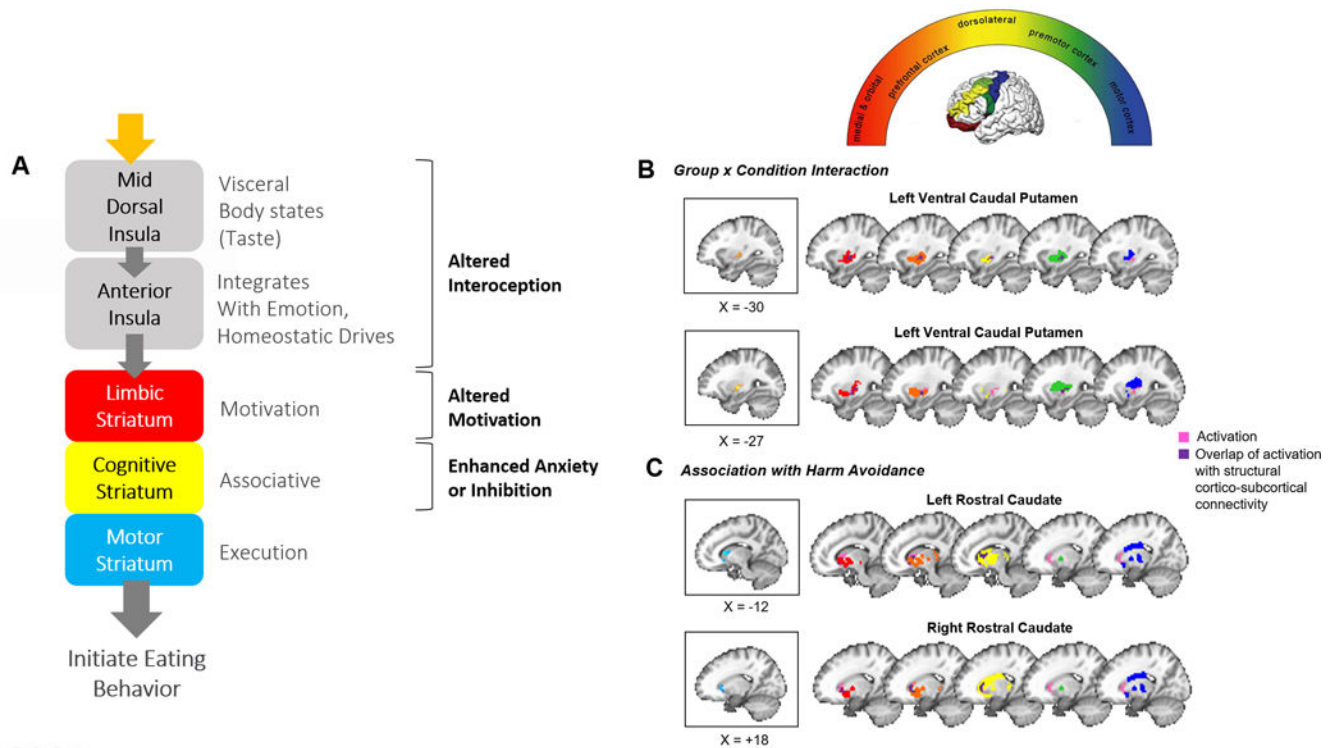 medial & orbital
prefrontal cortex
dorsolateral
premotor cortex
motor cortex
A
Mid
Dorsal
Insula
Visceral
Body states
(Taste)
Anterior
Insula
Integrates
With Emotion,
Homeostatic Drives
Altered
Interoception
Limbic
Striatum
Motivation
Altered
Motivation
Cognitive
Striatum
Associative
Enhanced Anxiety
or Inhibition
Motor
Striatum
Execution
Initiate Eating
Behavior
B Group x Condition Interaction
Left Ventral Caudal Putamen
X = -30
Left Ventral Caudal Putamen
X = -27
Activation
Overlap of activation
with structural
cortico-subcortical
connectivity
C Association with Harm Avoidance
Left Rostral Caudate
X = -12
Right Rostral Caudate
X = +18